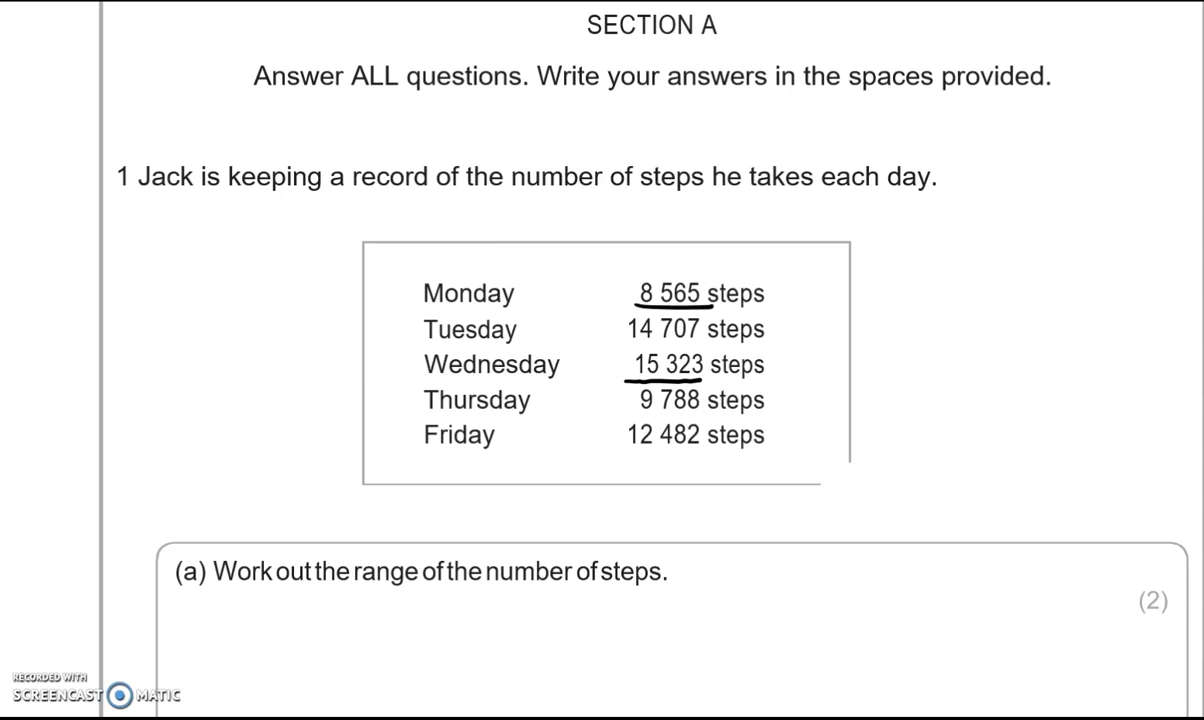 SECTION A
Answer ALL questions. Write your answers in the spaces provided.
1 Jack is keeping a record of the number of steps he takes each day.
Monday 8 565 steps
Tuesday 14 707 steps
Wednesday 15 323 steps
Thursday 9 788 steps
Friday 12 482 steps
(a) Work out the range of the number of steps.
(2)
RECORDED WITH
SCREENCAST MATIC